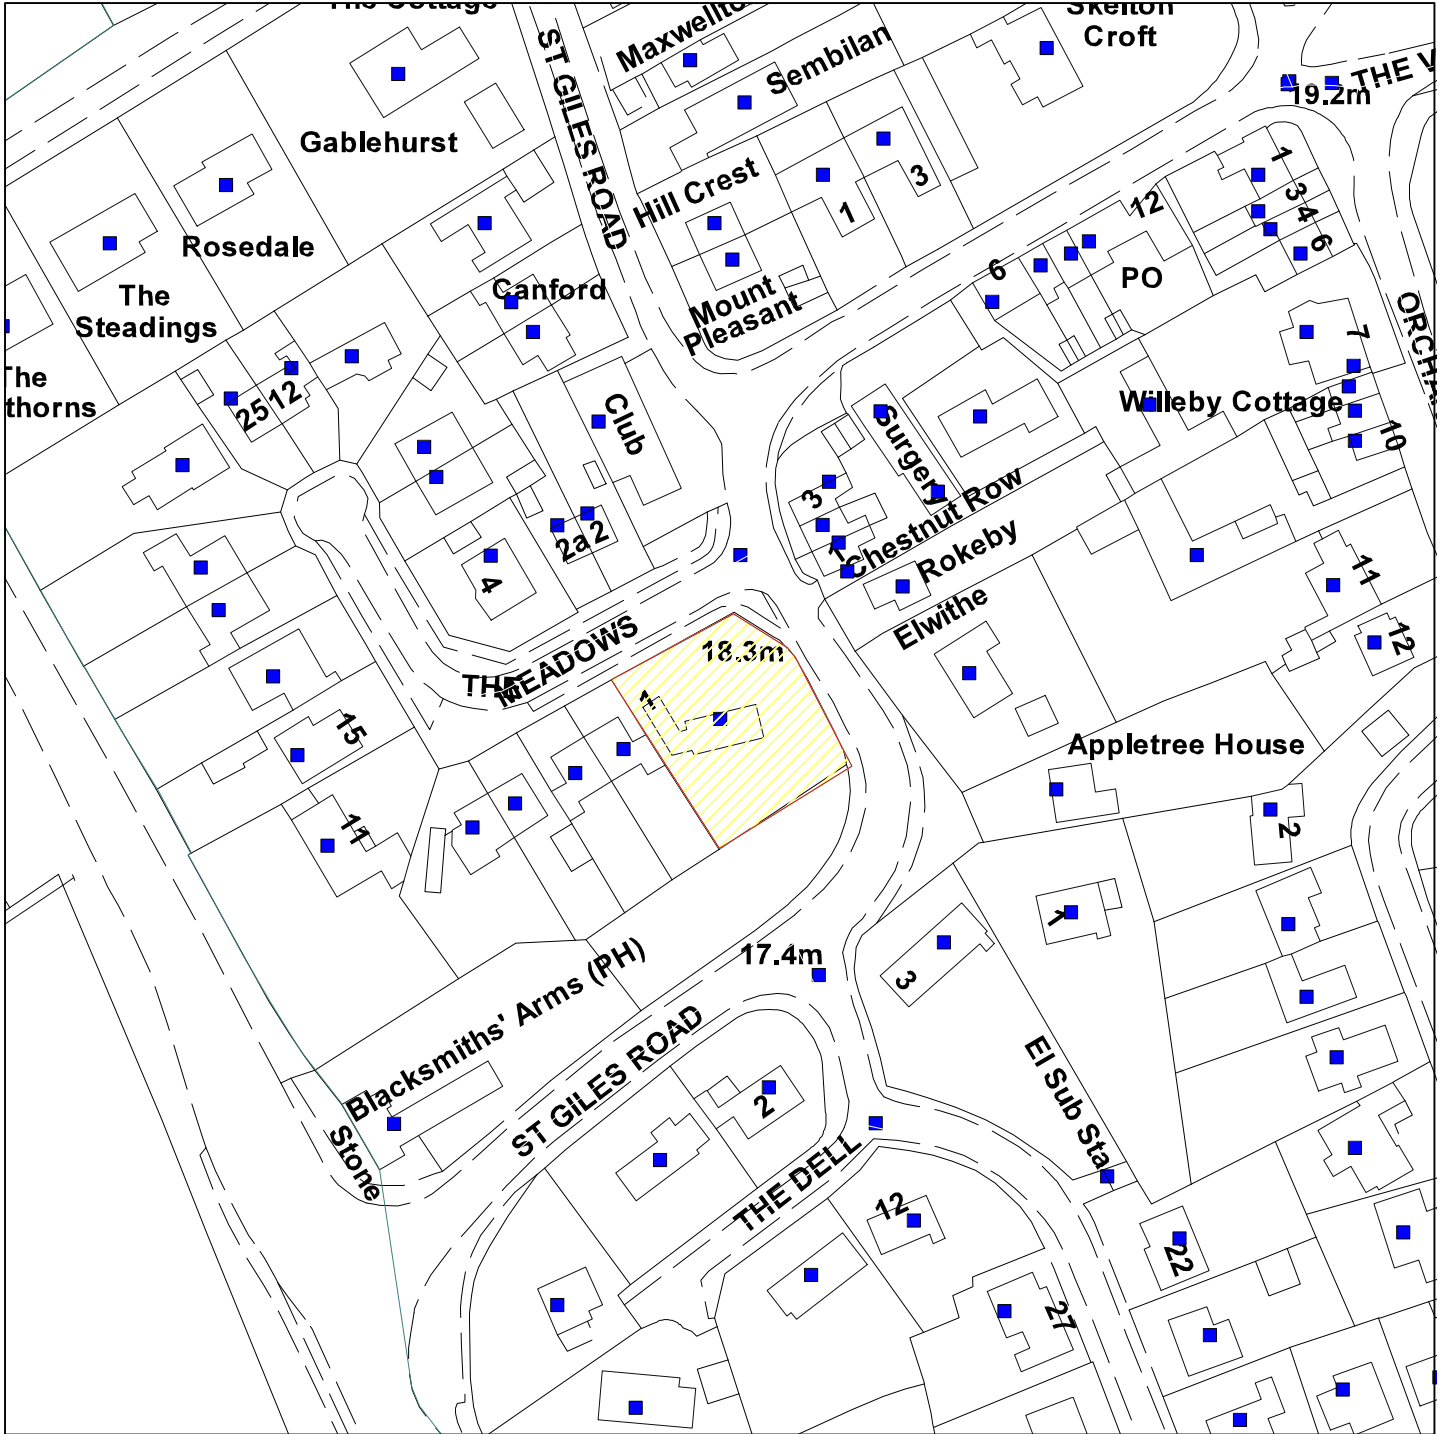 The Cottage
Maxwellto
Skelton
Croft
Sembilan
ST GILES ROAD
THE V
19.2m
Gablehurst
Hill Crest
1
3
12
1
3
4
6
Rosedale
The
Steadings
Canford
Mount
Pleasant
6
PO
ORCHA
7
The
thorns
25
12
Club
Surgery
Willeby Cottage
10
3
1
Chestnut Row
Rokeby
Elwithe
2a
2
4
11
12
THE
MEADOWS
18.3m
1
15
11
Appletree House
2
1
17.4m
3
Blacksmiths' Arms (PH)
ST GILES ROAD
El Sub Sta
Stone
2
THE DELL
12
22
27